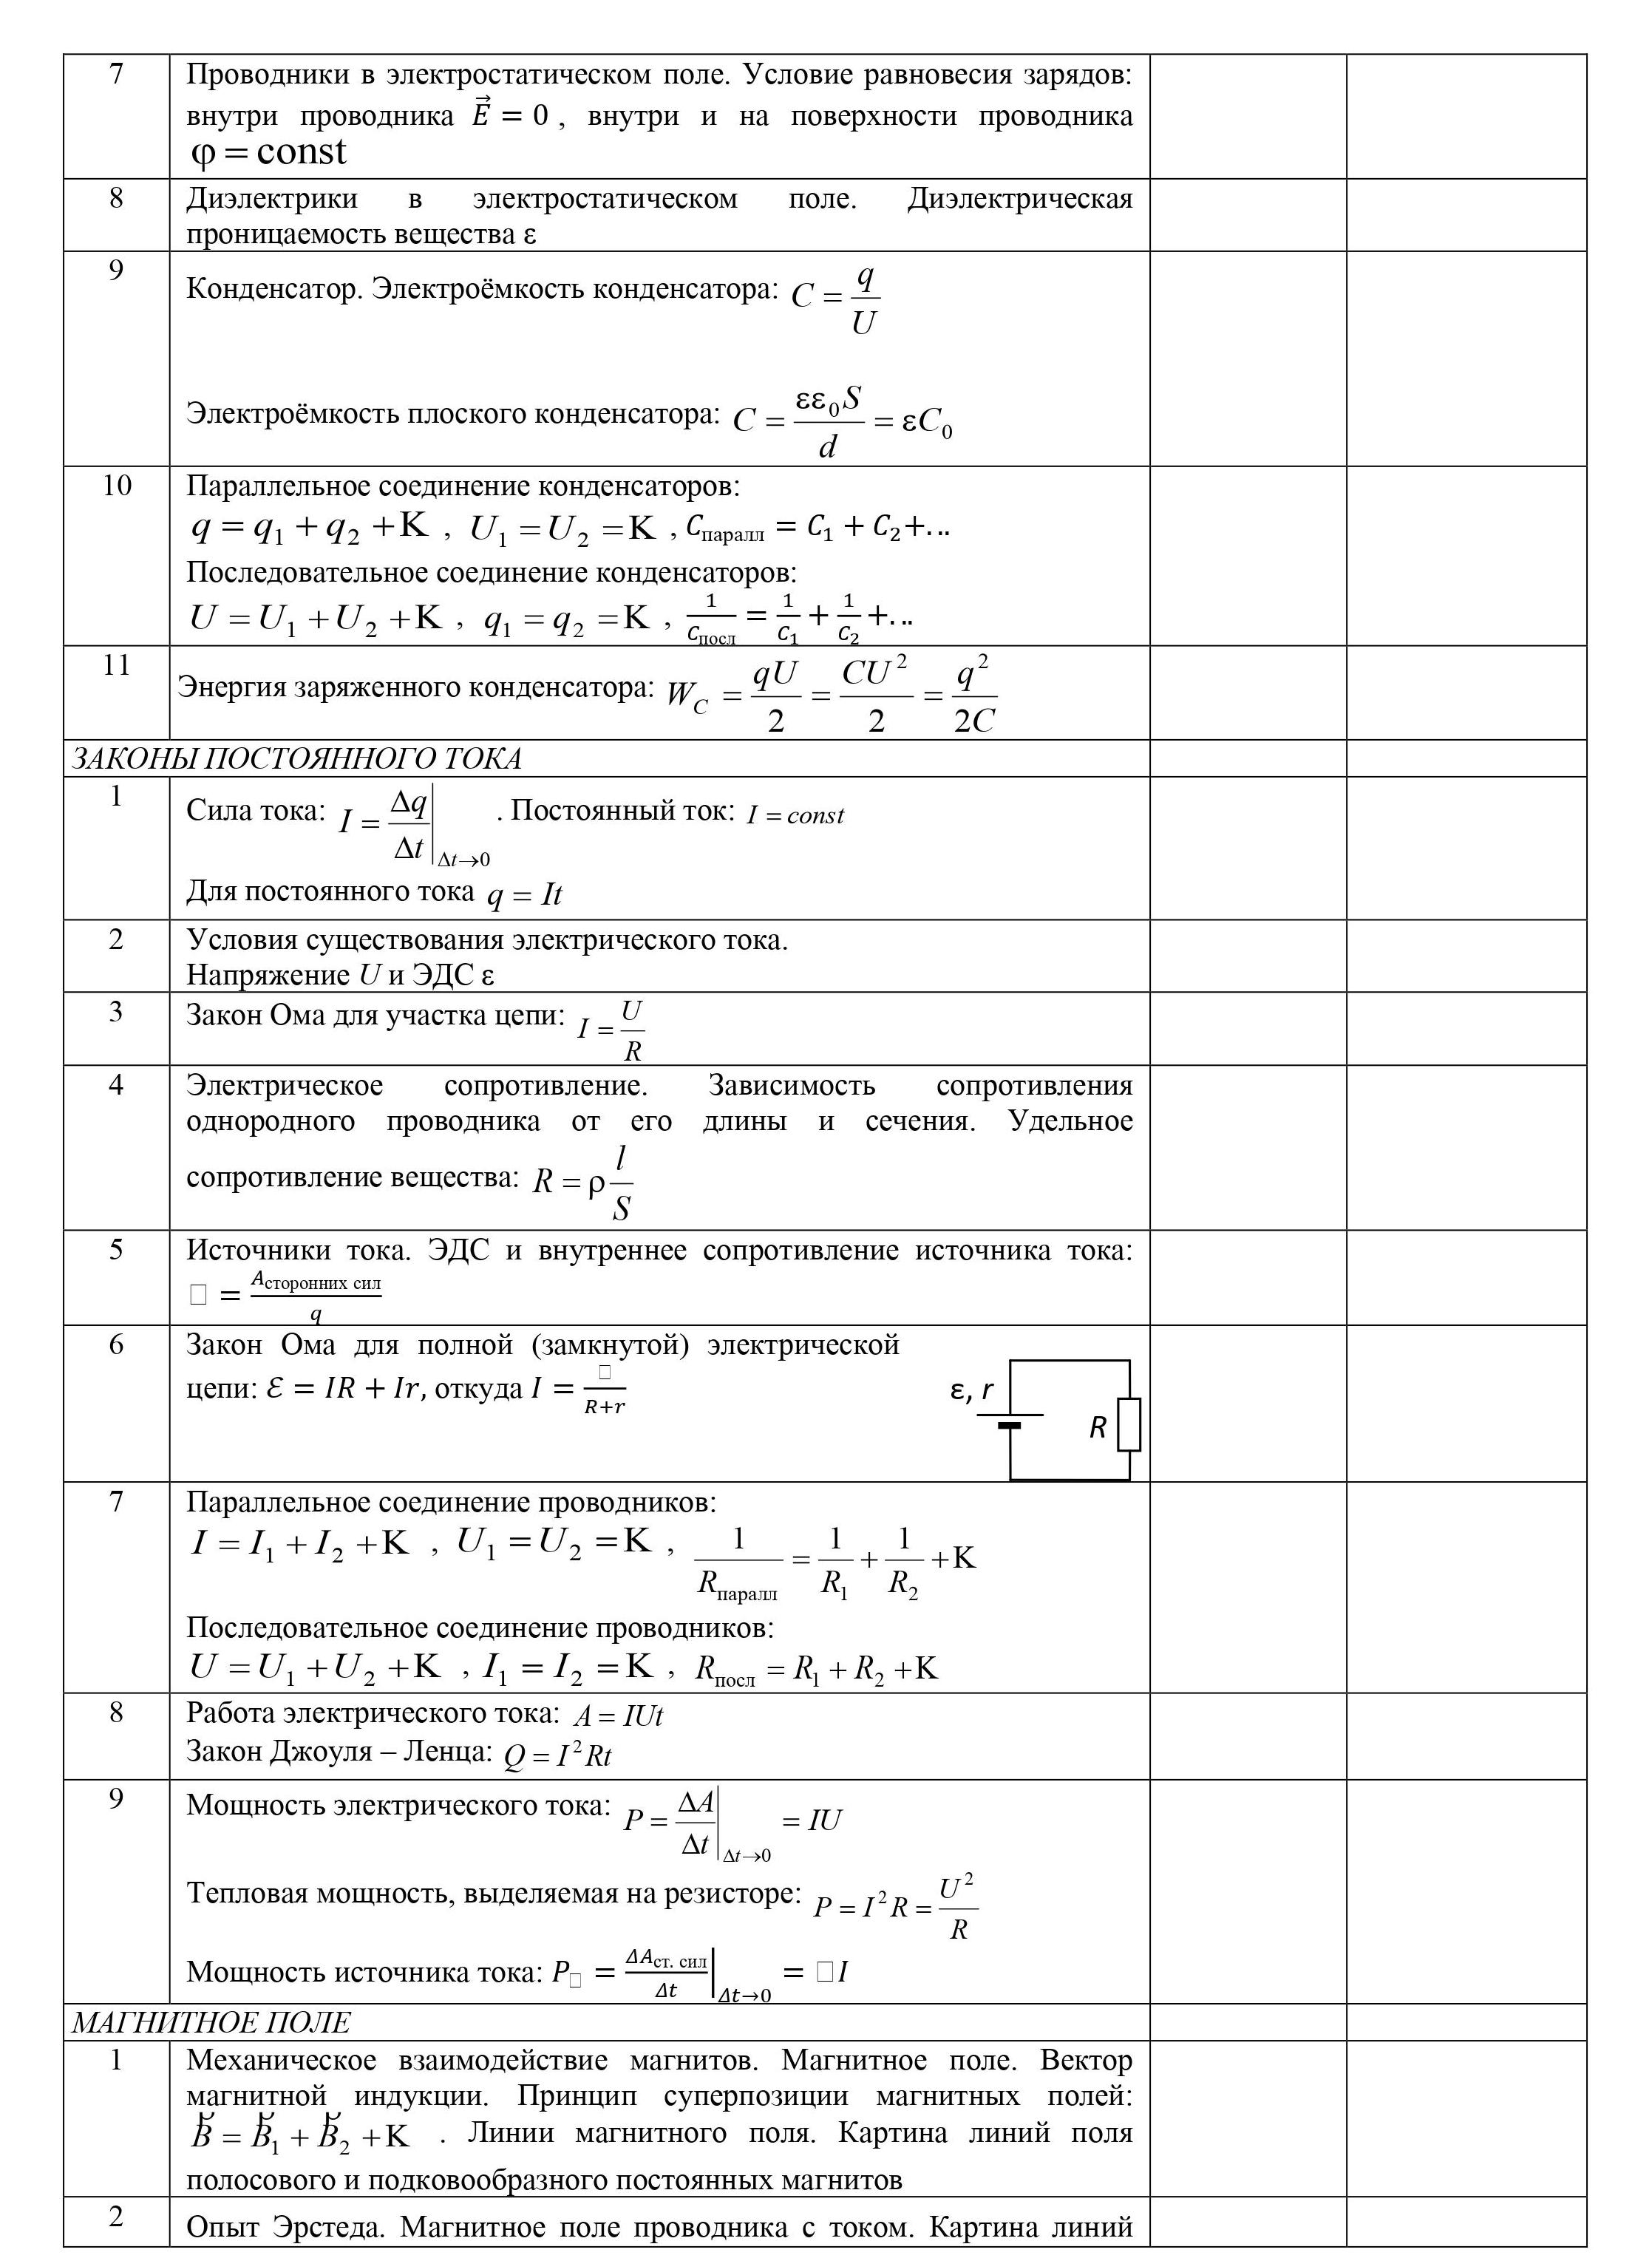 7 Проводники в электростатическом поле. Условие равновесия зарядов:
внутри проводника E⃗ = 0 , внутри и на поверхности проводника
φ = const
8 Диэлектрики в электростатическом поле. Диэлектрическая
проницаемость вещества ε
9 Конденсатор. Электроёмкость конденсатора: C = q/U
Электроёмкость плоского конденсатора: C = εε₀S/d = εC₀
10 Параллельное соединение конденсаторов:
q = q₁ + q₂ + K , U₁ = U₂ = K , Cпаралл = C₁ + C₂+. ..
Последовательное соединение конденсаторов:
U = U₁ + U₂ + K , q₁ = q₂ = K , 1/Cпосл = 1/C₁ + 1/C₂ +. ..
11 Энергия заряженного конденсатора: W_C = qU/2 = CU²/2 = q²/2C
ЗАКОНЫ ПОСТОЯННОГО ТОКА
1 Сила тока: I = Δq/Δt|Δt→0 . Постоянный ток: I = const
Для постоянного тока q = It
2 Условия существования электрического тока.
Напряжение U и ЭДС ε
3 Закон Ома для участка цепи: I = U/R
4 Электрическое сопротивление. Зависимость сопротивления
однородного проводника от его длины и сечения. Удельное
сопротивление вещества: R = ρ l/S
5 Источники тока. ЭДС и внутреннее сопротивление источника тока:
□ = Aсторонних сил/q
6 Закон Ома для полной (замкнутой) электрической
цепи: ℰ = IR + Ir, откуда I = □/R+r
ε, r
R
7 Параллельное соединение проводников:
I = I₁ + I₂ + K , U₁ = U₂ = K , 1/Rпаралл = 1/R₁ + 1/R₂ + K
Последовательное соединение проводников:
U = U₁ + U₂ + K , I₁ = I₂ = K , Rпосл = R₁ + R₂ + K
8 Работа электрического тока: A = IUt
Закон Джоуля – Ленца: Q = I²Rt
9 Мощность электрического тока: P = ΔA/Δt|Δt→0 = IU
Тепловая мощность, выделяемая на резисторе: P = I²R = U²/R
Мощность источника тока: P□ = ΔAст. сил/Δt|Δt→0 = □I
МАГНИТНОЕ ПОЛЕ
1 Механическое взаимодействие магнитов. Магнитное поле. Вектор
магнитной индукции. Принцип суперпозиции магнитных полей:
B̆ = B̆₁ + B̆₂ + K . Линии магнитного поля. Картина линий поля
полосового и подковообразного постоянных магнитов
2 Опыт Эрстеда. Магнитное поле проводника с током. Картина линий